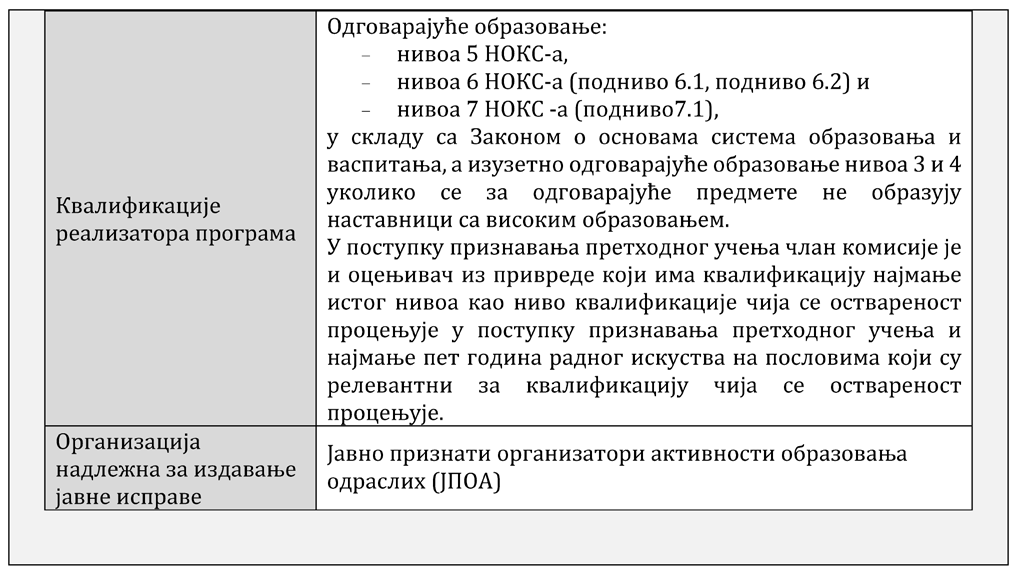 Квалификације
реализатора програма
Одговарајуће образовање:
– нивоа 5 НОКС-а,
– нивоа 6 НОКС-а (подниво 6.1, подниво 6.2) и
– нивоа 7 НОКС -а (подниво7.1),
у складу са Законом о основама система образовања и
васпитања, а изузетно одговарајуће образовање нивоа 3 и 4
уколико се за одговарајуће предмете не образују
наставници са високим образовањем.
У поступку признавања претходног учења члан комисије је
и оцењивач из привреде који има квалификацију најмање
истог нивоа као ниво квалификације чија се оствареност
процењује у поступку признавања претходног учења и
најмање пет година радног искуства на пословима који су
релевантни за квалификацију чија се оствареност
процењује.
Организација
надлежна за издавање
јавне исправе
Јавно признати организатори активности образовања
одраслих (ЈПОА)